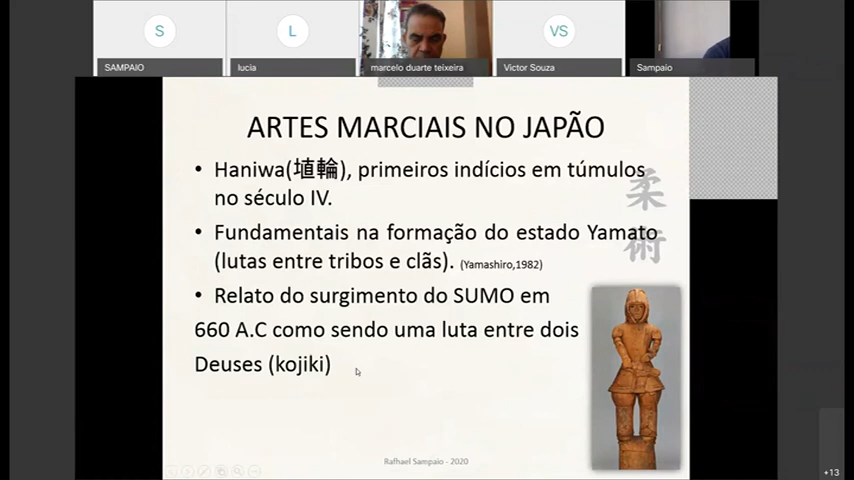 S
L
VS
SAMPAIO
lucia
marcelo duarte teixeira
Victor Souza
Sampaio
ARTES MARCIAIS NO JAPÃO
• Haniwa(埴輪), primeiros indícios em túmulos
no século IV.
• Fundamentais na formação do estado Yamato
(lutas entre tribos e clãs). (Yamashiro,1982)
• Relato do surgimento do SUMO em
660 A.C como sendo uma luta entre dois
Deuses (kojiki)
柔
術
Rafhael Sampaio - 2020
+13